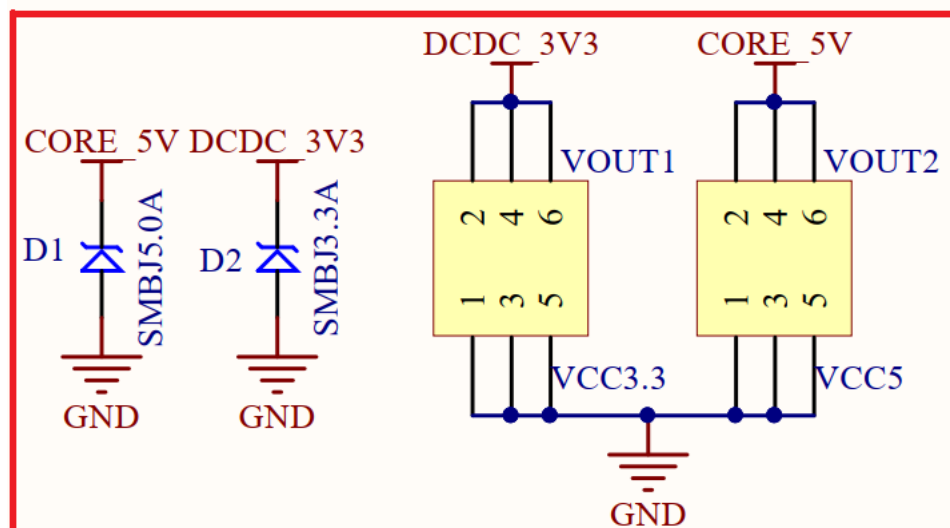 DCDC_3V3
CORE_5V
CORE_5V
DCDC_3V3
VOUT1
VOUT2
2 4 6
2 4 6
D1
SMBJ5.0A
D2
SMBJ3.3A
1 3 5
1 3 5
VCC3.3
VCC5
GND
GND
GND